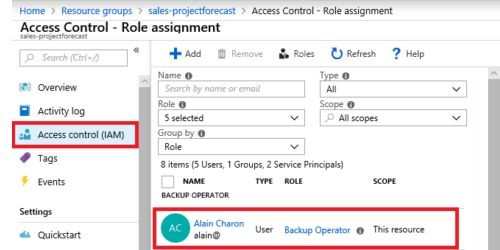 Home > Resource groups > sales-projectforecast > Access Control - Role assignment
Access Control - Role assignment
sales-projectforecast
Search (Ctrl+/)
«
Overview
Activity log
Access control (IAM)
Tags
Events
Settings
Quickstart
+ Add Remove Roles Refresh ? Help
Name
Search by name or email
Type
All
Role
5 selected
Scope
All scopes
Group by
Role
8 items (5 Users, 1 Groups, 2 Service Principals)
NAME TYPE ROLE SCOPE
BACKUP OPERATOR
AC Alain Charon User Backup Operator This resource
alain@